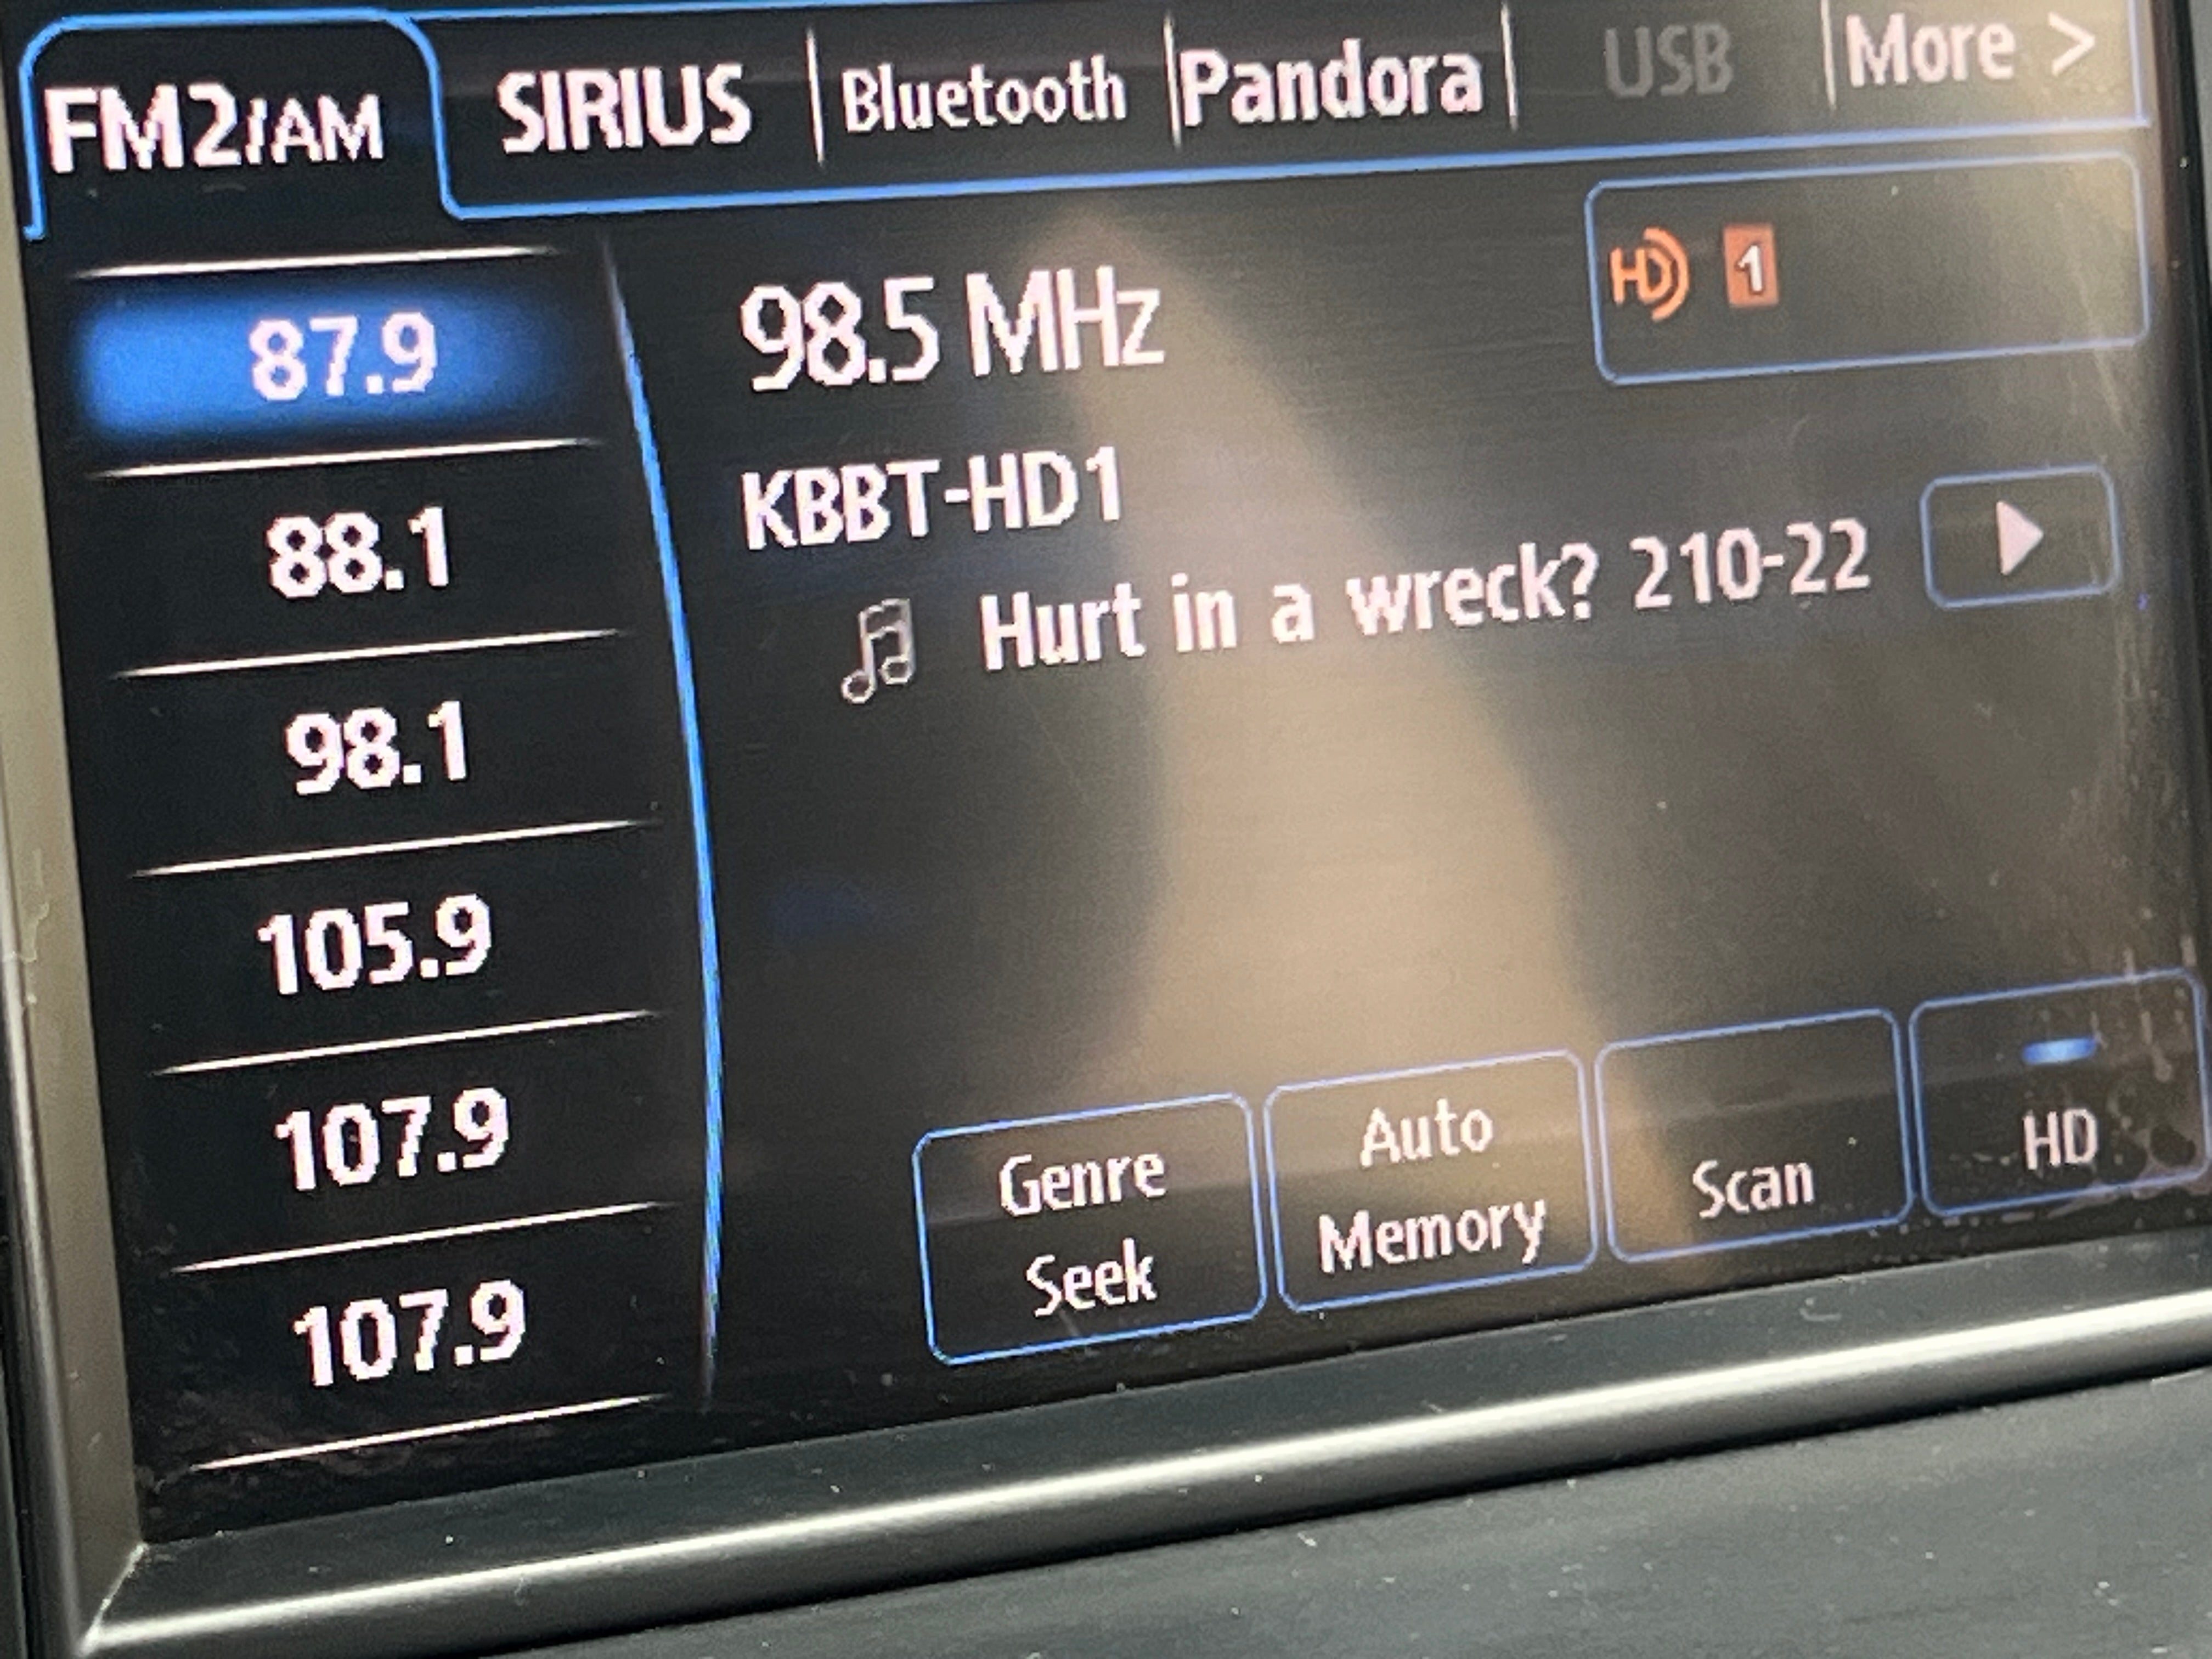 FM2/AM SIRIUS Bluetooth Pandora USB More >
87.9
88.1
98.1
105.9
107.9
107.9
98.5 MHz
HD 1
KBBT-HD1
Hurt in a wreck? 210-22
Genre
Seek
Auto
Memory
Scan
HD